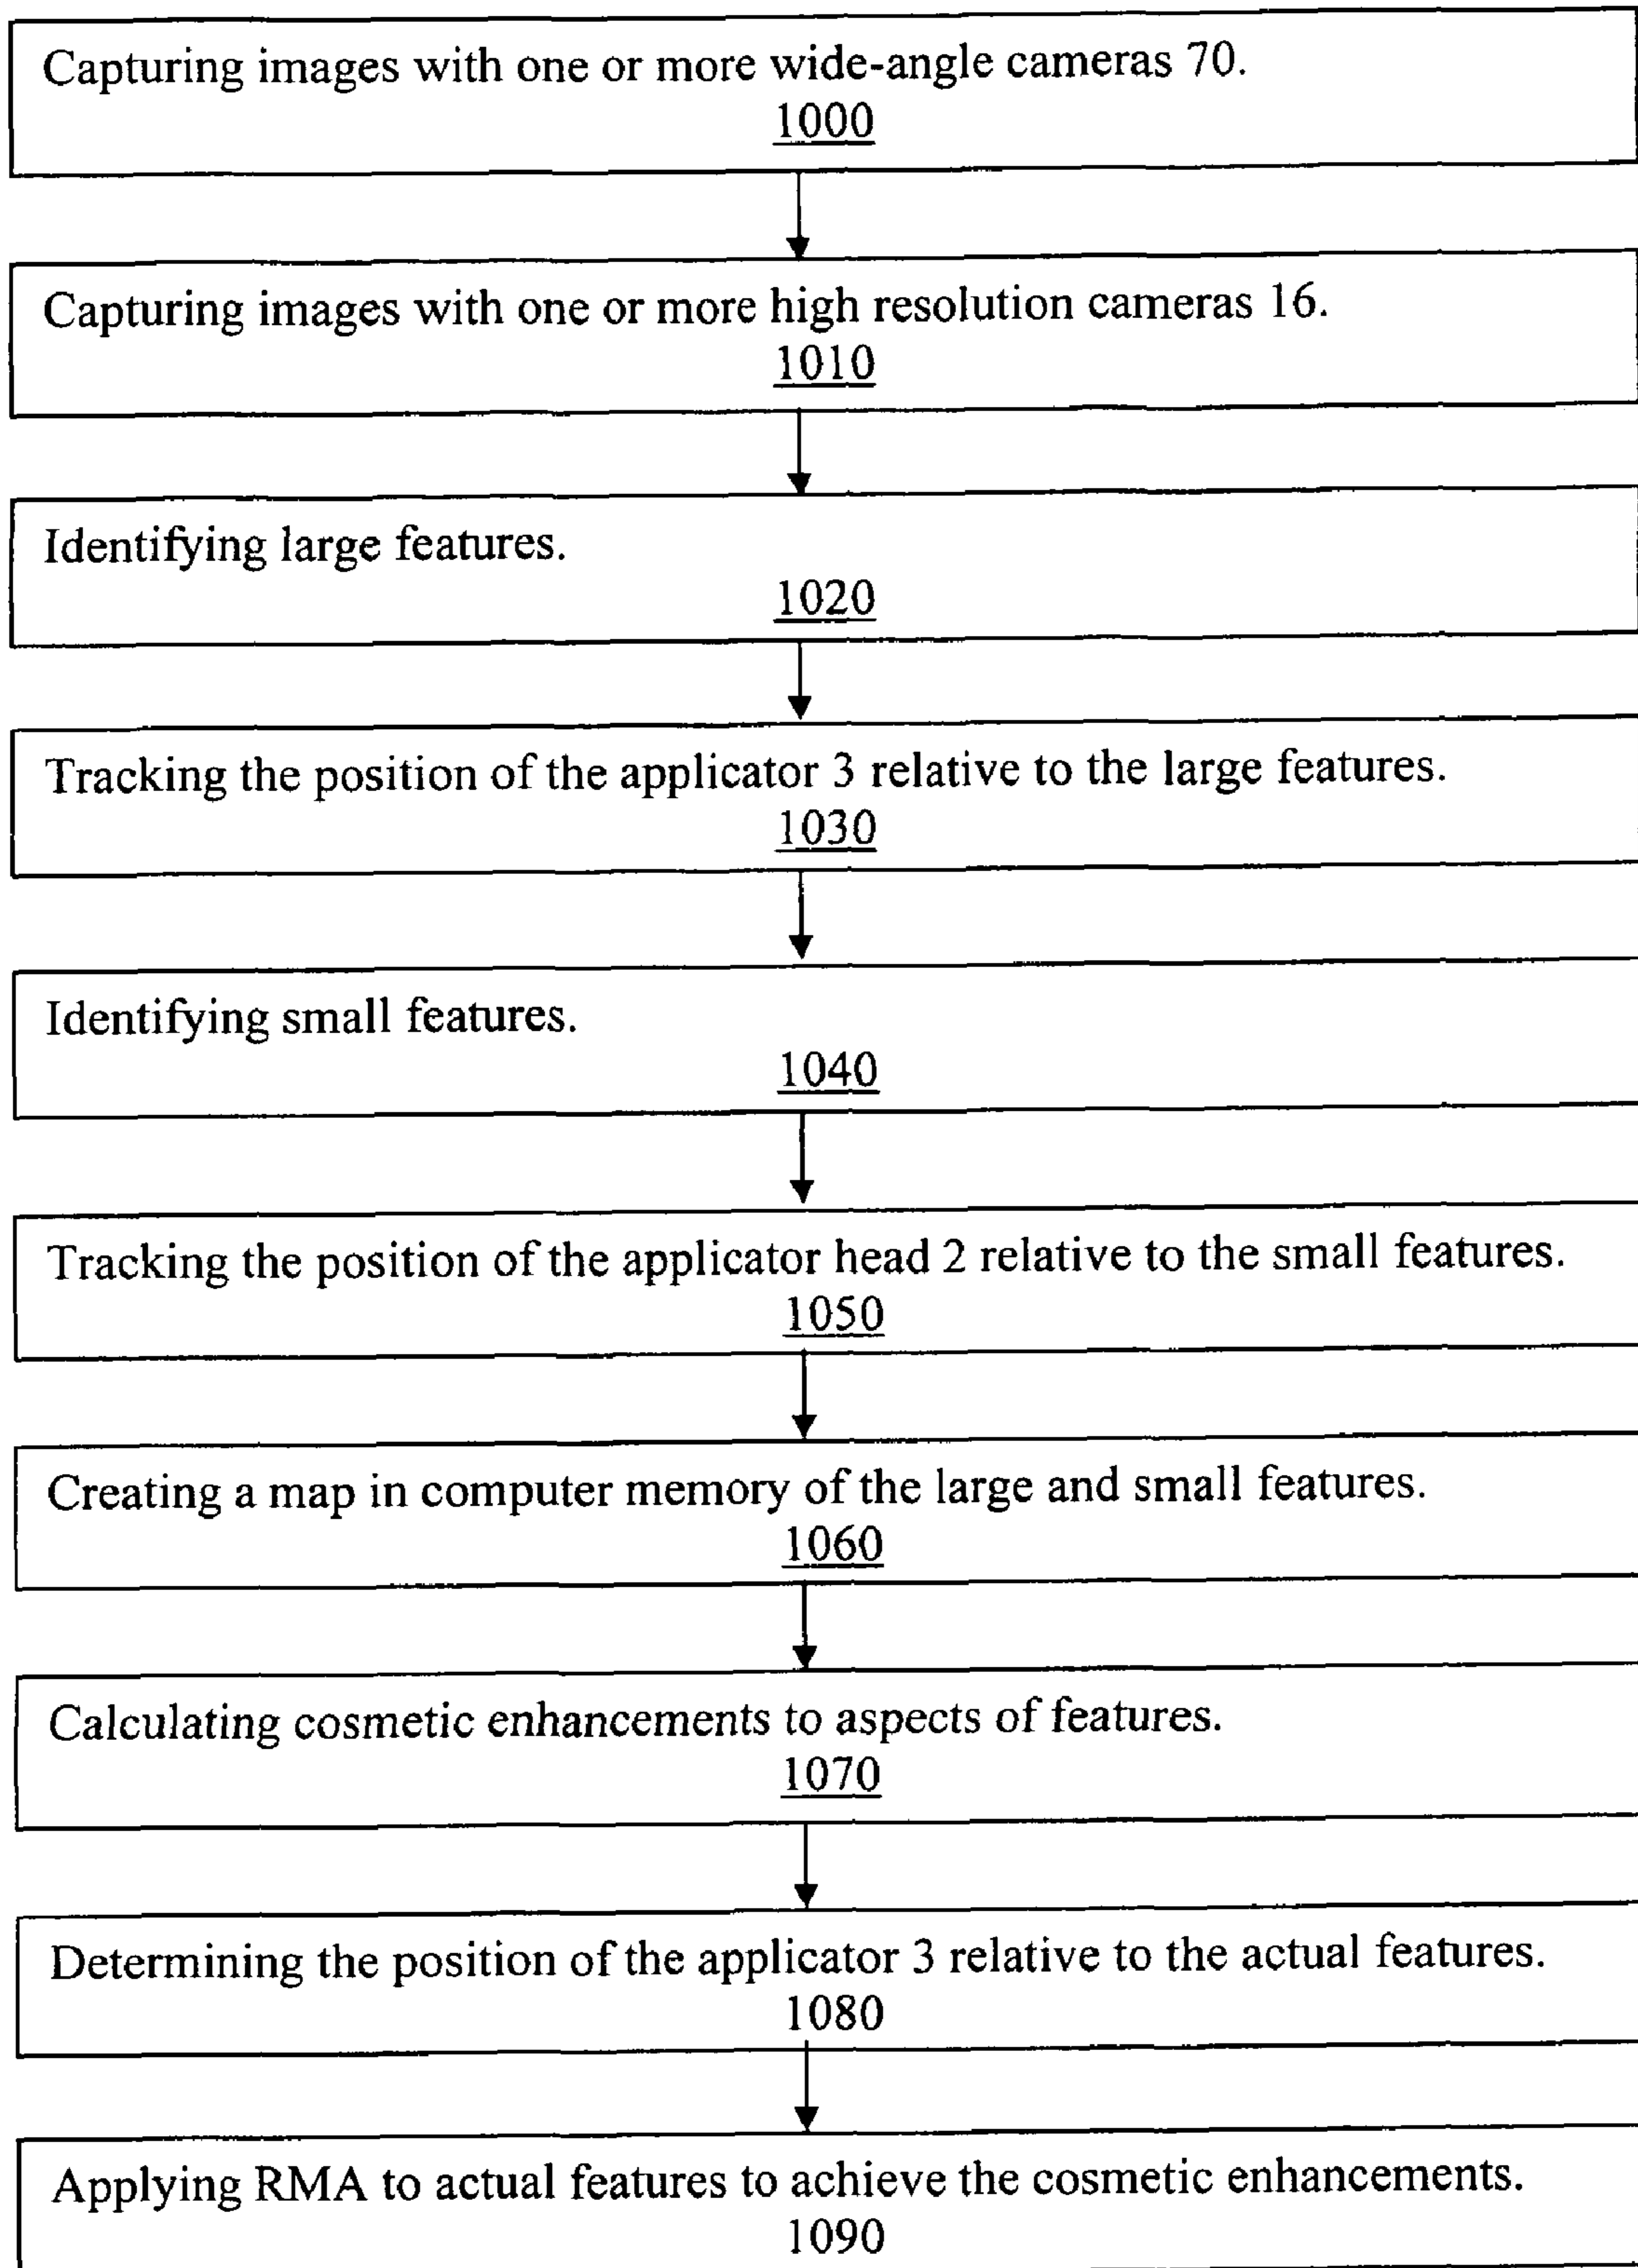 Capturing images with one or more wide-angle cameras 70.
1000
Capturing images with one or more high resolution cameras 16.
1010
Identifying large features.
1020
Tracking the position of the applicator 3 relative to the large features.
1030
Identifying small features.
1040
Tracking the position of the applicator head 2 relative to the small features.
1050
Creating a map in computer memory of the large and small features.
1060
Calculating cosmetic enhancements to aspects of features.
1070
Determining the position of the applicator 3 relative to the actual features.
1080
Applying RMA to actual features to achieve the cosmetic enhancements.
1090